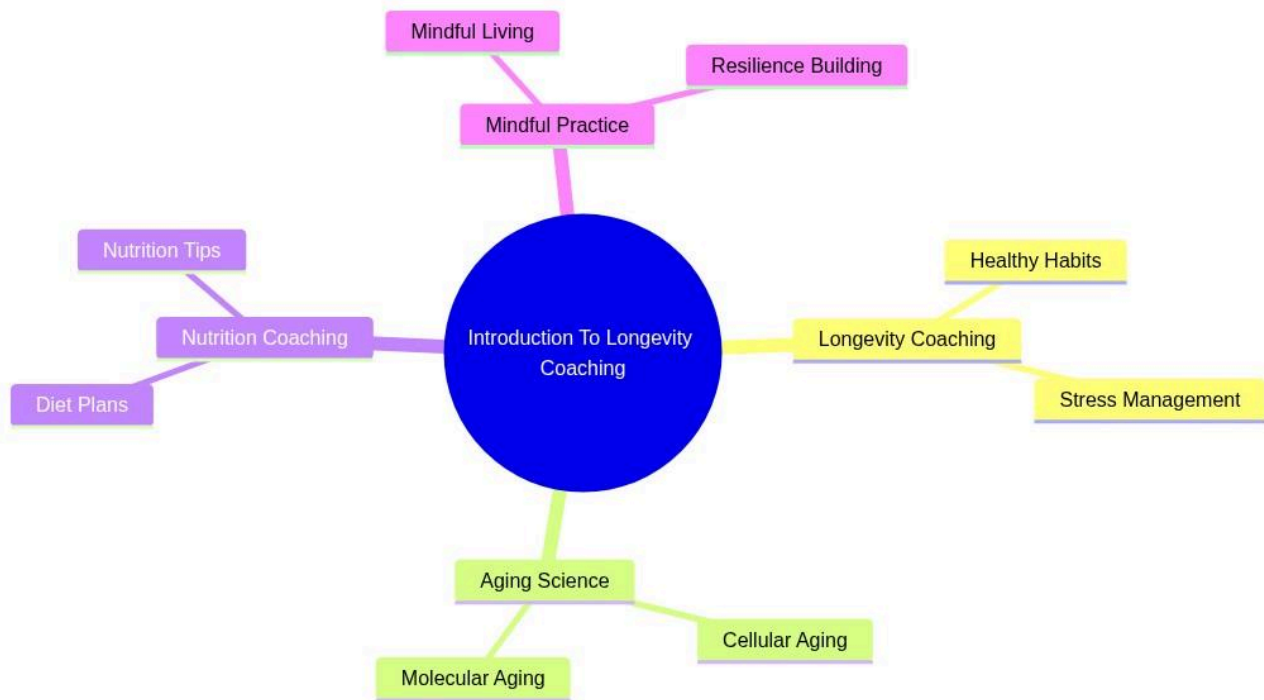 Mindful Living
Resilience Building
Mindful Practice
Nutrition Tips
Healthy Habits
Nutrition Coaching
Introduction To Longevity
Coaching
Longevity Coaching
Diet Plans
Stress Management
Aging Science
Cellular Aging
Molecular Aging